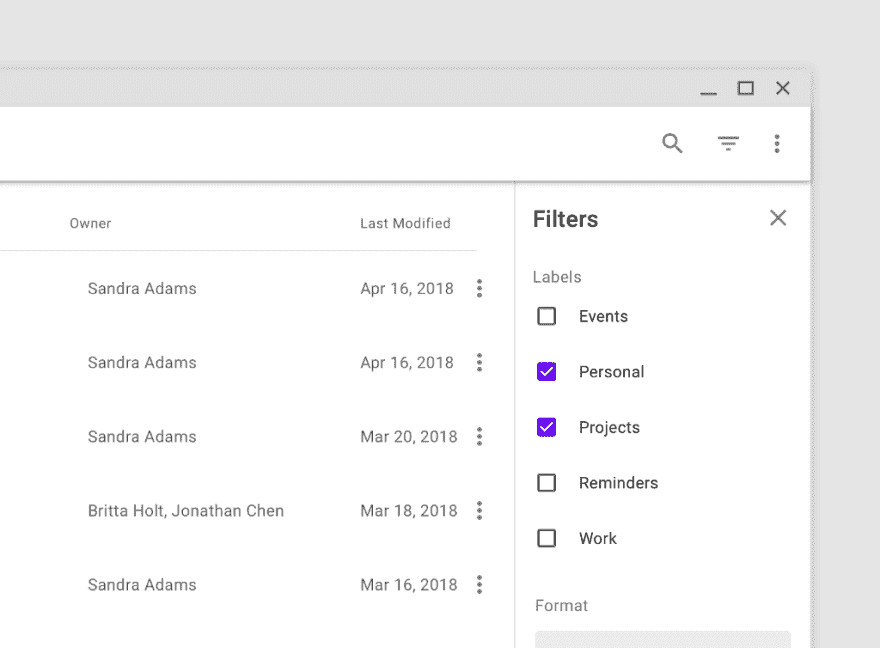 Owner Last Modified
Sandra Adams Apr 16, 2018
Sandra Adams Apr 16, 2018
Sandra Adams Mar 20, 2018
Britta Holt, Jonathan Chen Mar 18, 2018
Sandra Adams Mar 16, 2018
Filters
Labels
Events
Personal
Projects
Reminders
Work
Format